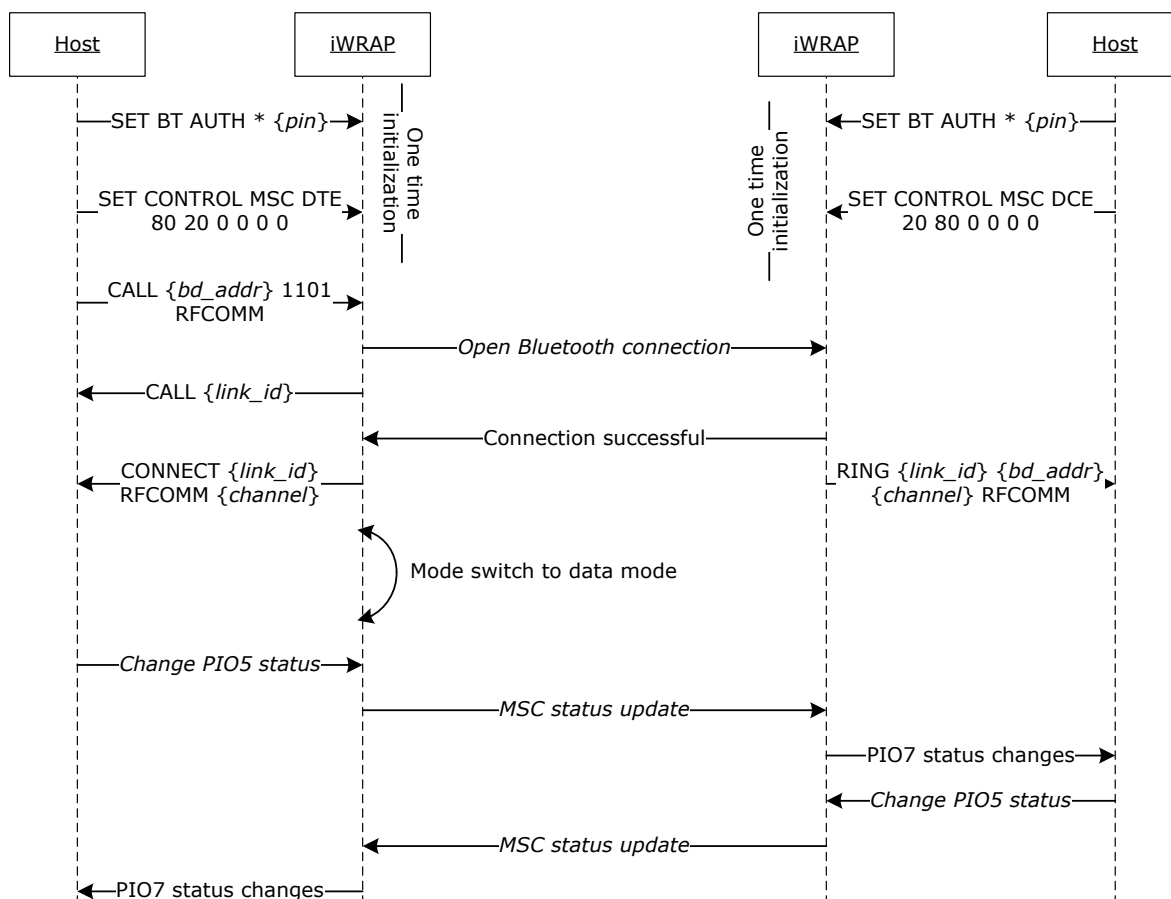 Host
iWRAP
iWRAP
Host
SET BT AUTH * {pin}
SET BT AUTH * {pin}
One time
initialization
One time
initialization
SET CONTROL MSC DTE
80 20 0 0 0 0
SET CONTROL MSC DCE
20 80 0 0 0 0
CALL {bd_addr} 1101
RFCOMM
Open Bluetooth connection
CALL {link_id}
Connection successful
CONNECT {link_id}
RFCOMM {channel}
RING {link_id} {bd_addr}
{channel} RFCOMM
Mode switch to data mode
Change PIO5 status
MSC status update
PIO7 status changes
Change PIO5 status
MSC status update
PIO7 status changes